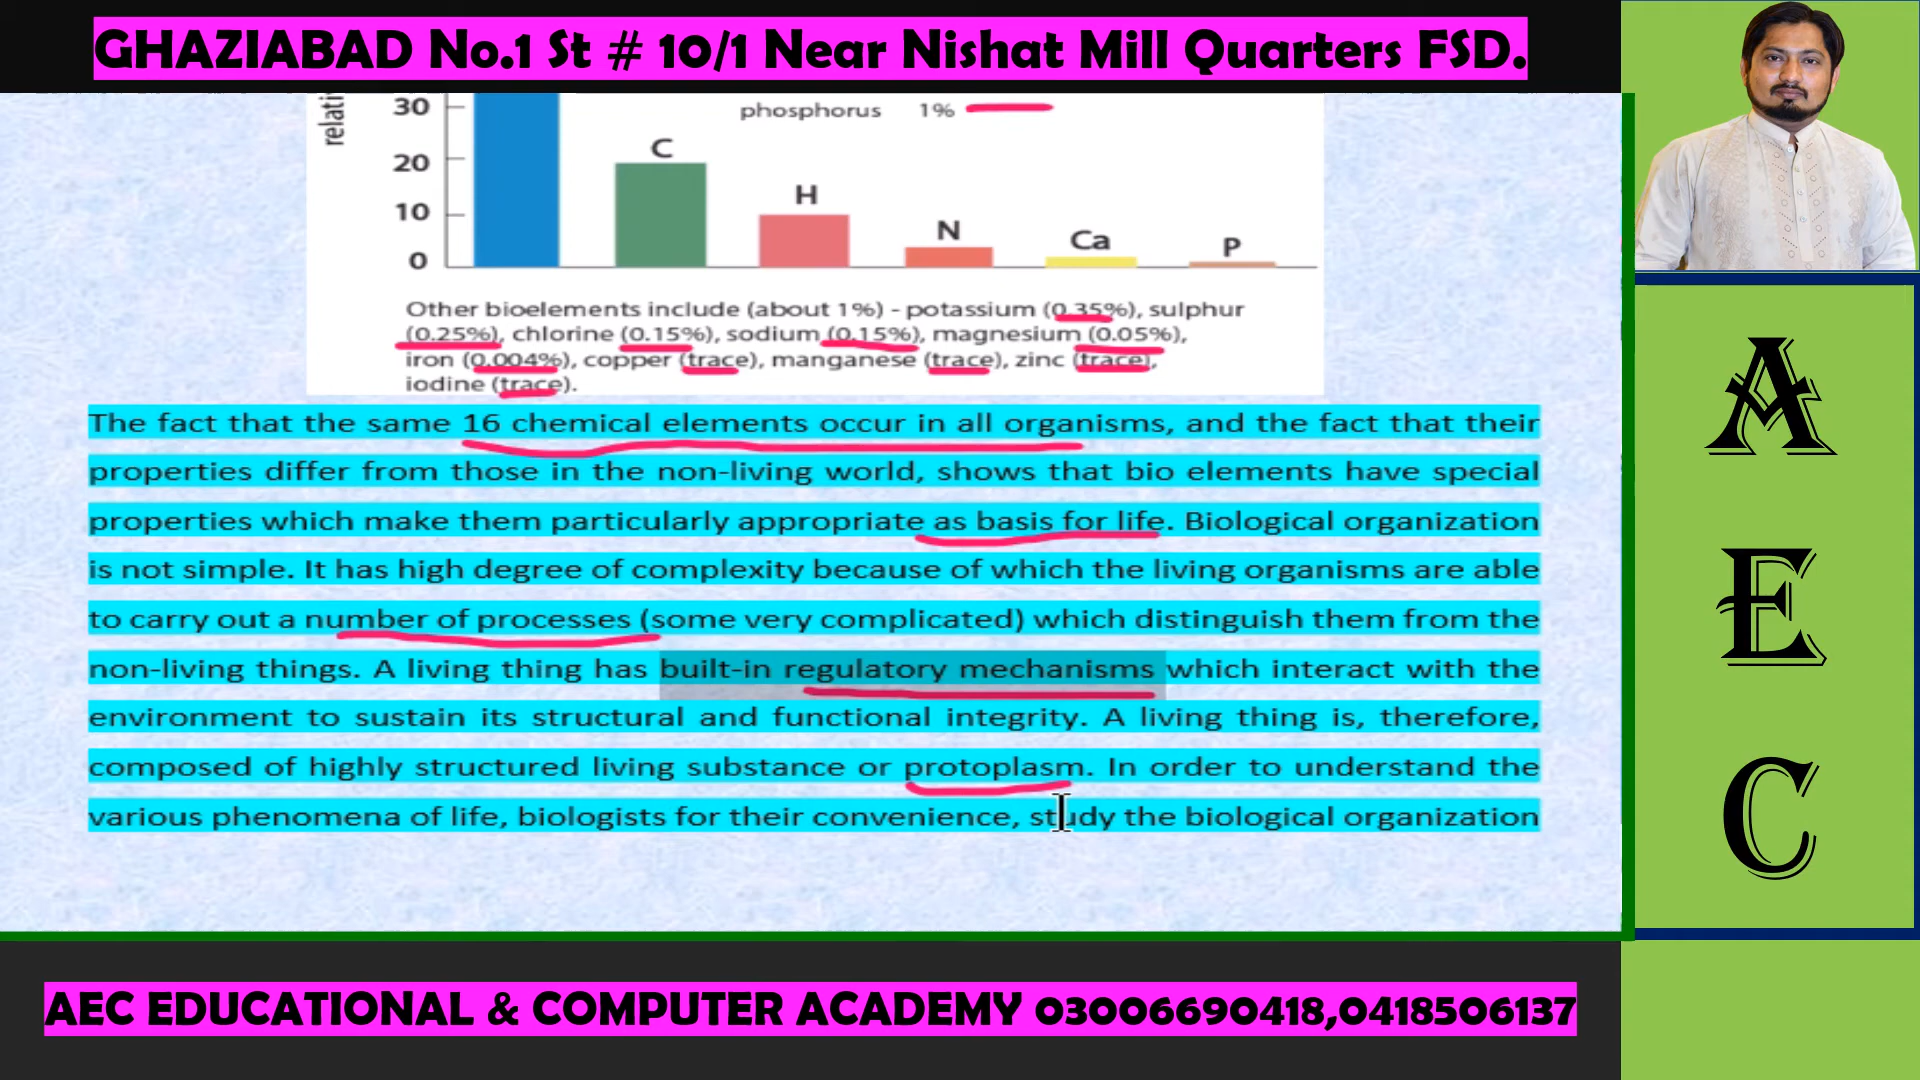 GHAZIABAD No.1 St # 10/1 Near Nishat Mill Quarters FSD.
relati
30
phosphorus 1%
20
10
0
C
H
N
Ca
P
Other bioelements include (about 1%) - potassium (0.35%), sulphur
(0.25%), chlorine (0.15%), sodium (0.15%), magnesium (0.05%),
iron (0.004%), copper (trace), manganese (trace), zinc (trace),
iodine (trace).
The fact that the same 16 chemical elements occur in all organisms, and the fact that their
properties differ from those in the non-living world, shows that bio elements have special
properties which make them particularly appropriate as basis for life. Biological organization
is not simple. It has high degree of complexity because of which the living organisms are able
to carry out a number of processes (some very complicated) which distinguish them from the
non-living things. A living thing has built-in regulatory mechanisms which interact with the
environment to sustain its structural and functional integrity. A living thing is, therefore,
composed of highly structured living substance or protoplasm. In order to understand the
various phenomena of life, biologists for their convenience, study the biological organization
A
E
C
AEC EDUCATIONAL & COMPUTER ACADEMY 03006690418,0418506137